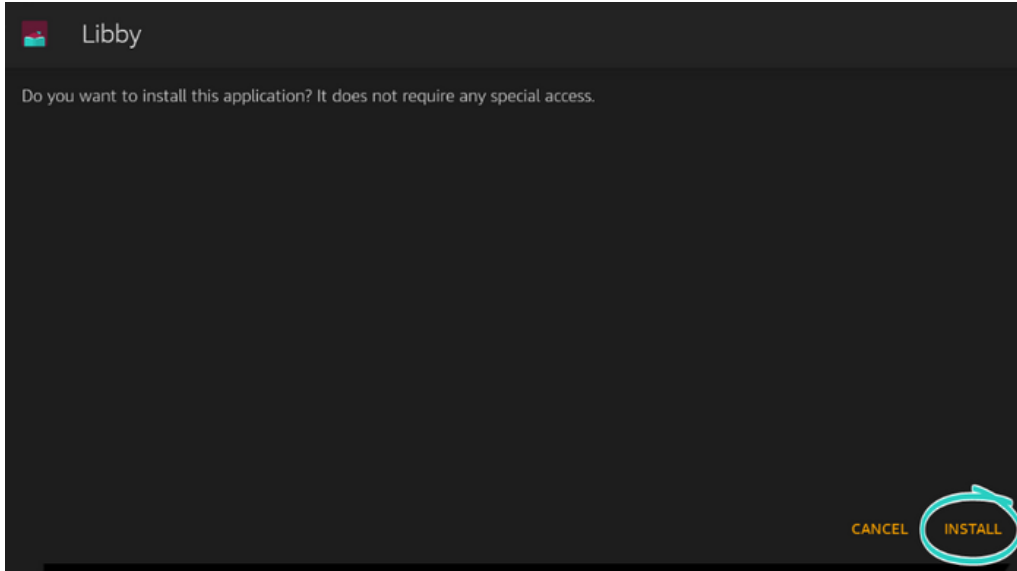 Libby
Do you want to install this application? It does not require any special access.
CANCEL INSTALL